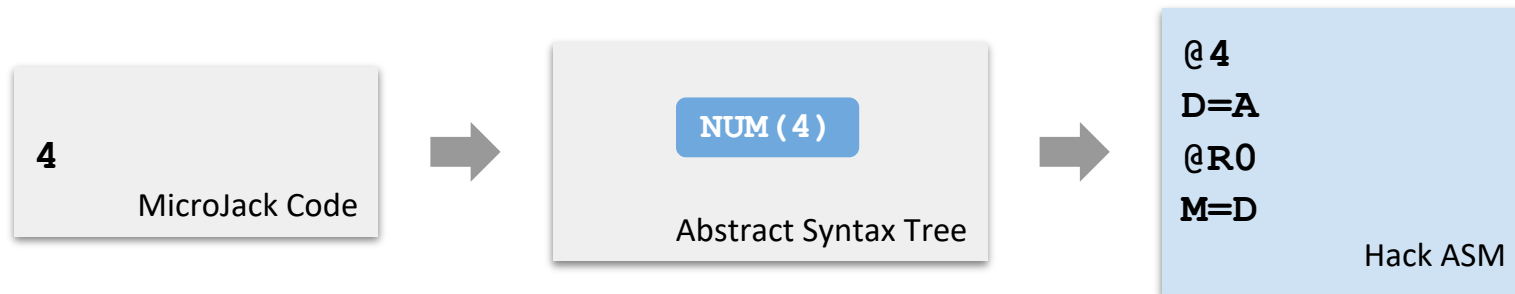 4
MicroJack Code
NUM(4)
Abstract Syntax Tree
@4
D=A
@R0
M=D
Hack ASM